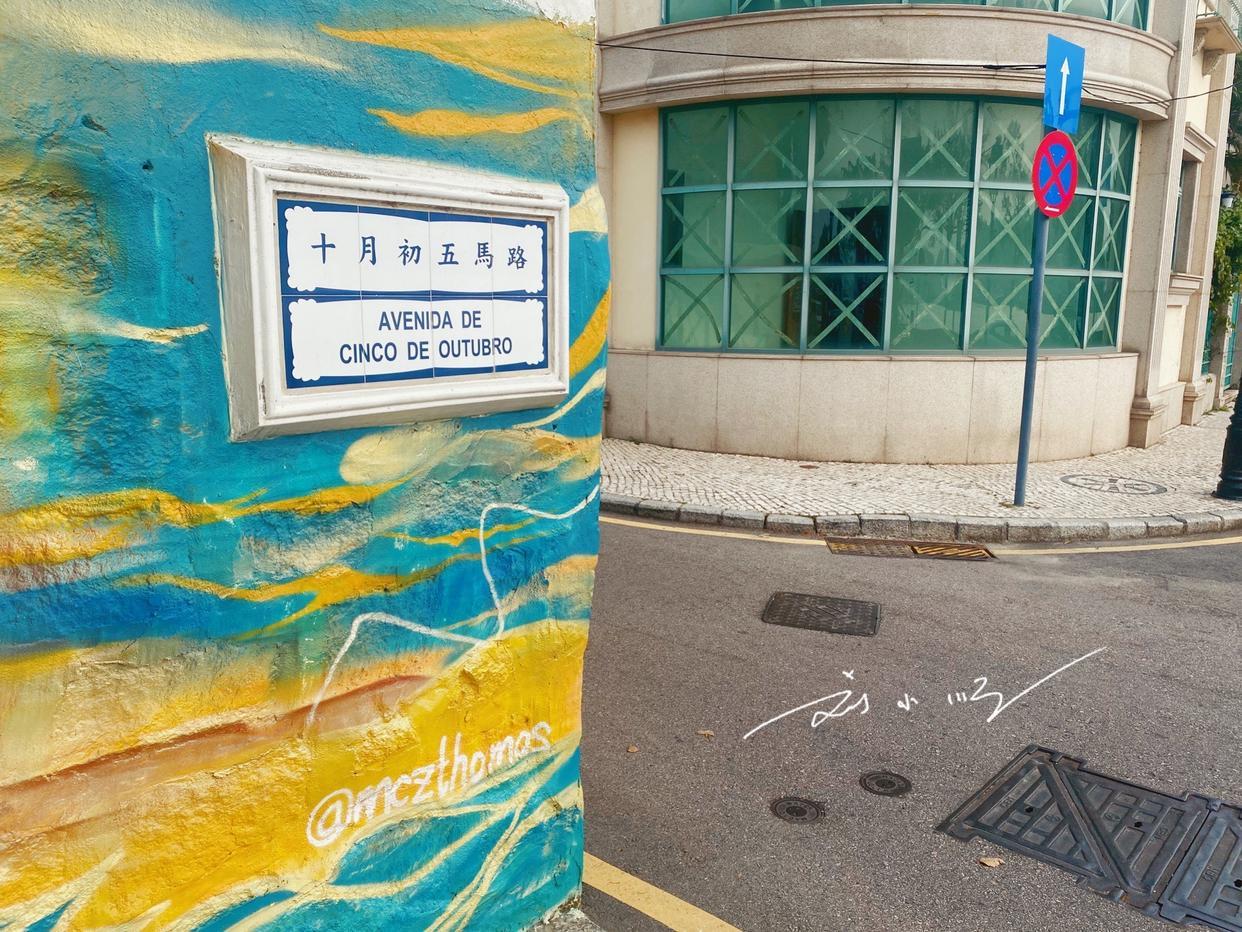 十月初五馬路
AVENIDA DE
CINCO DE OUTUBRO
@mczthomas